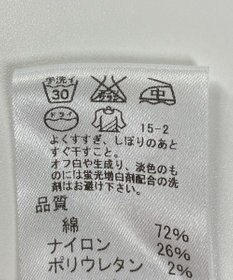 手洗イ
30
中
ドライ
15-2
よくすすぎ、しぼりのあと
すぐ干すこと。
オフ白や生成り、淡色のも
のには蛍光増白剤配合の洗
剤はお避け下さい。
品質
綿 72%
ナイロン 26%
ポリウレタン 2%